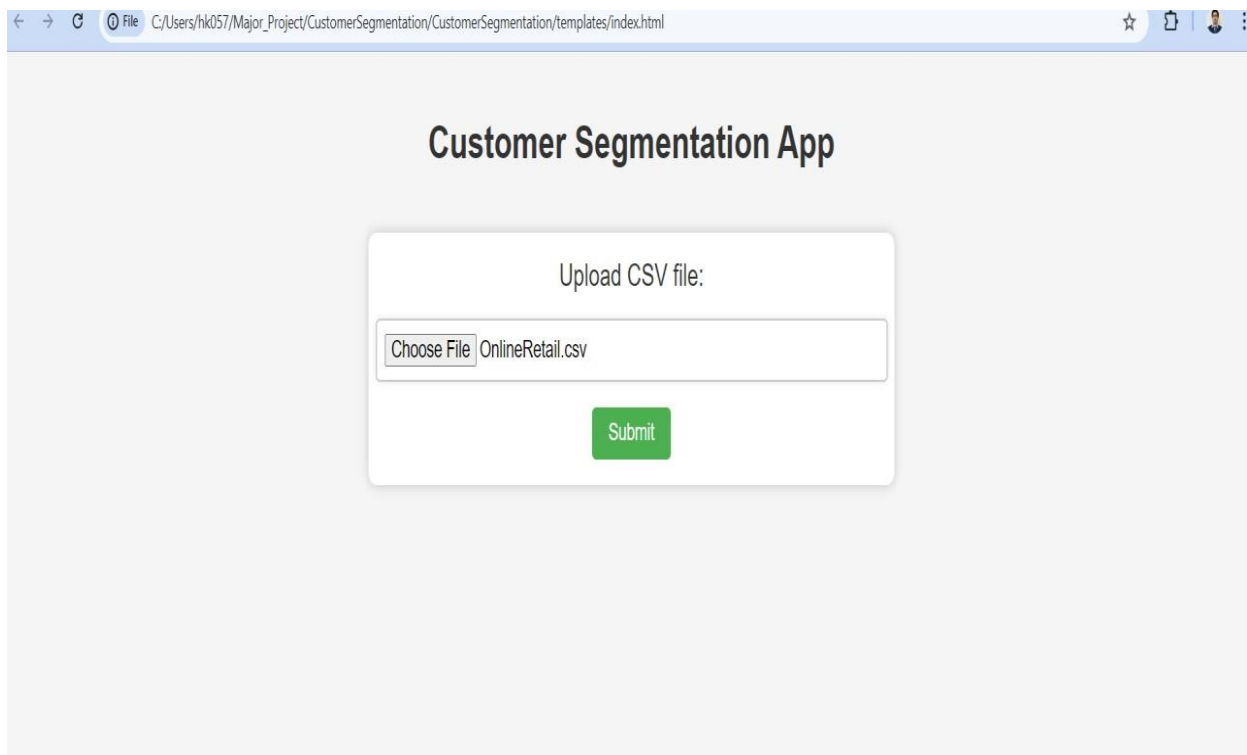 File C:/Users/hk057/Major_Project/CustomerSegmentation/CustomerSegmentation/templates/index.html
Customer Segmentation App
Upload CSV file:
Choose File OnlineRetail.csv
Submit